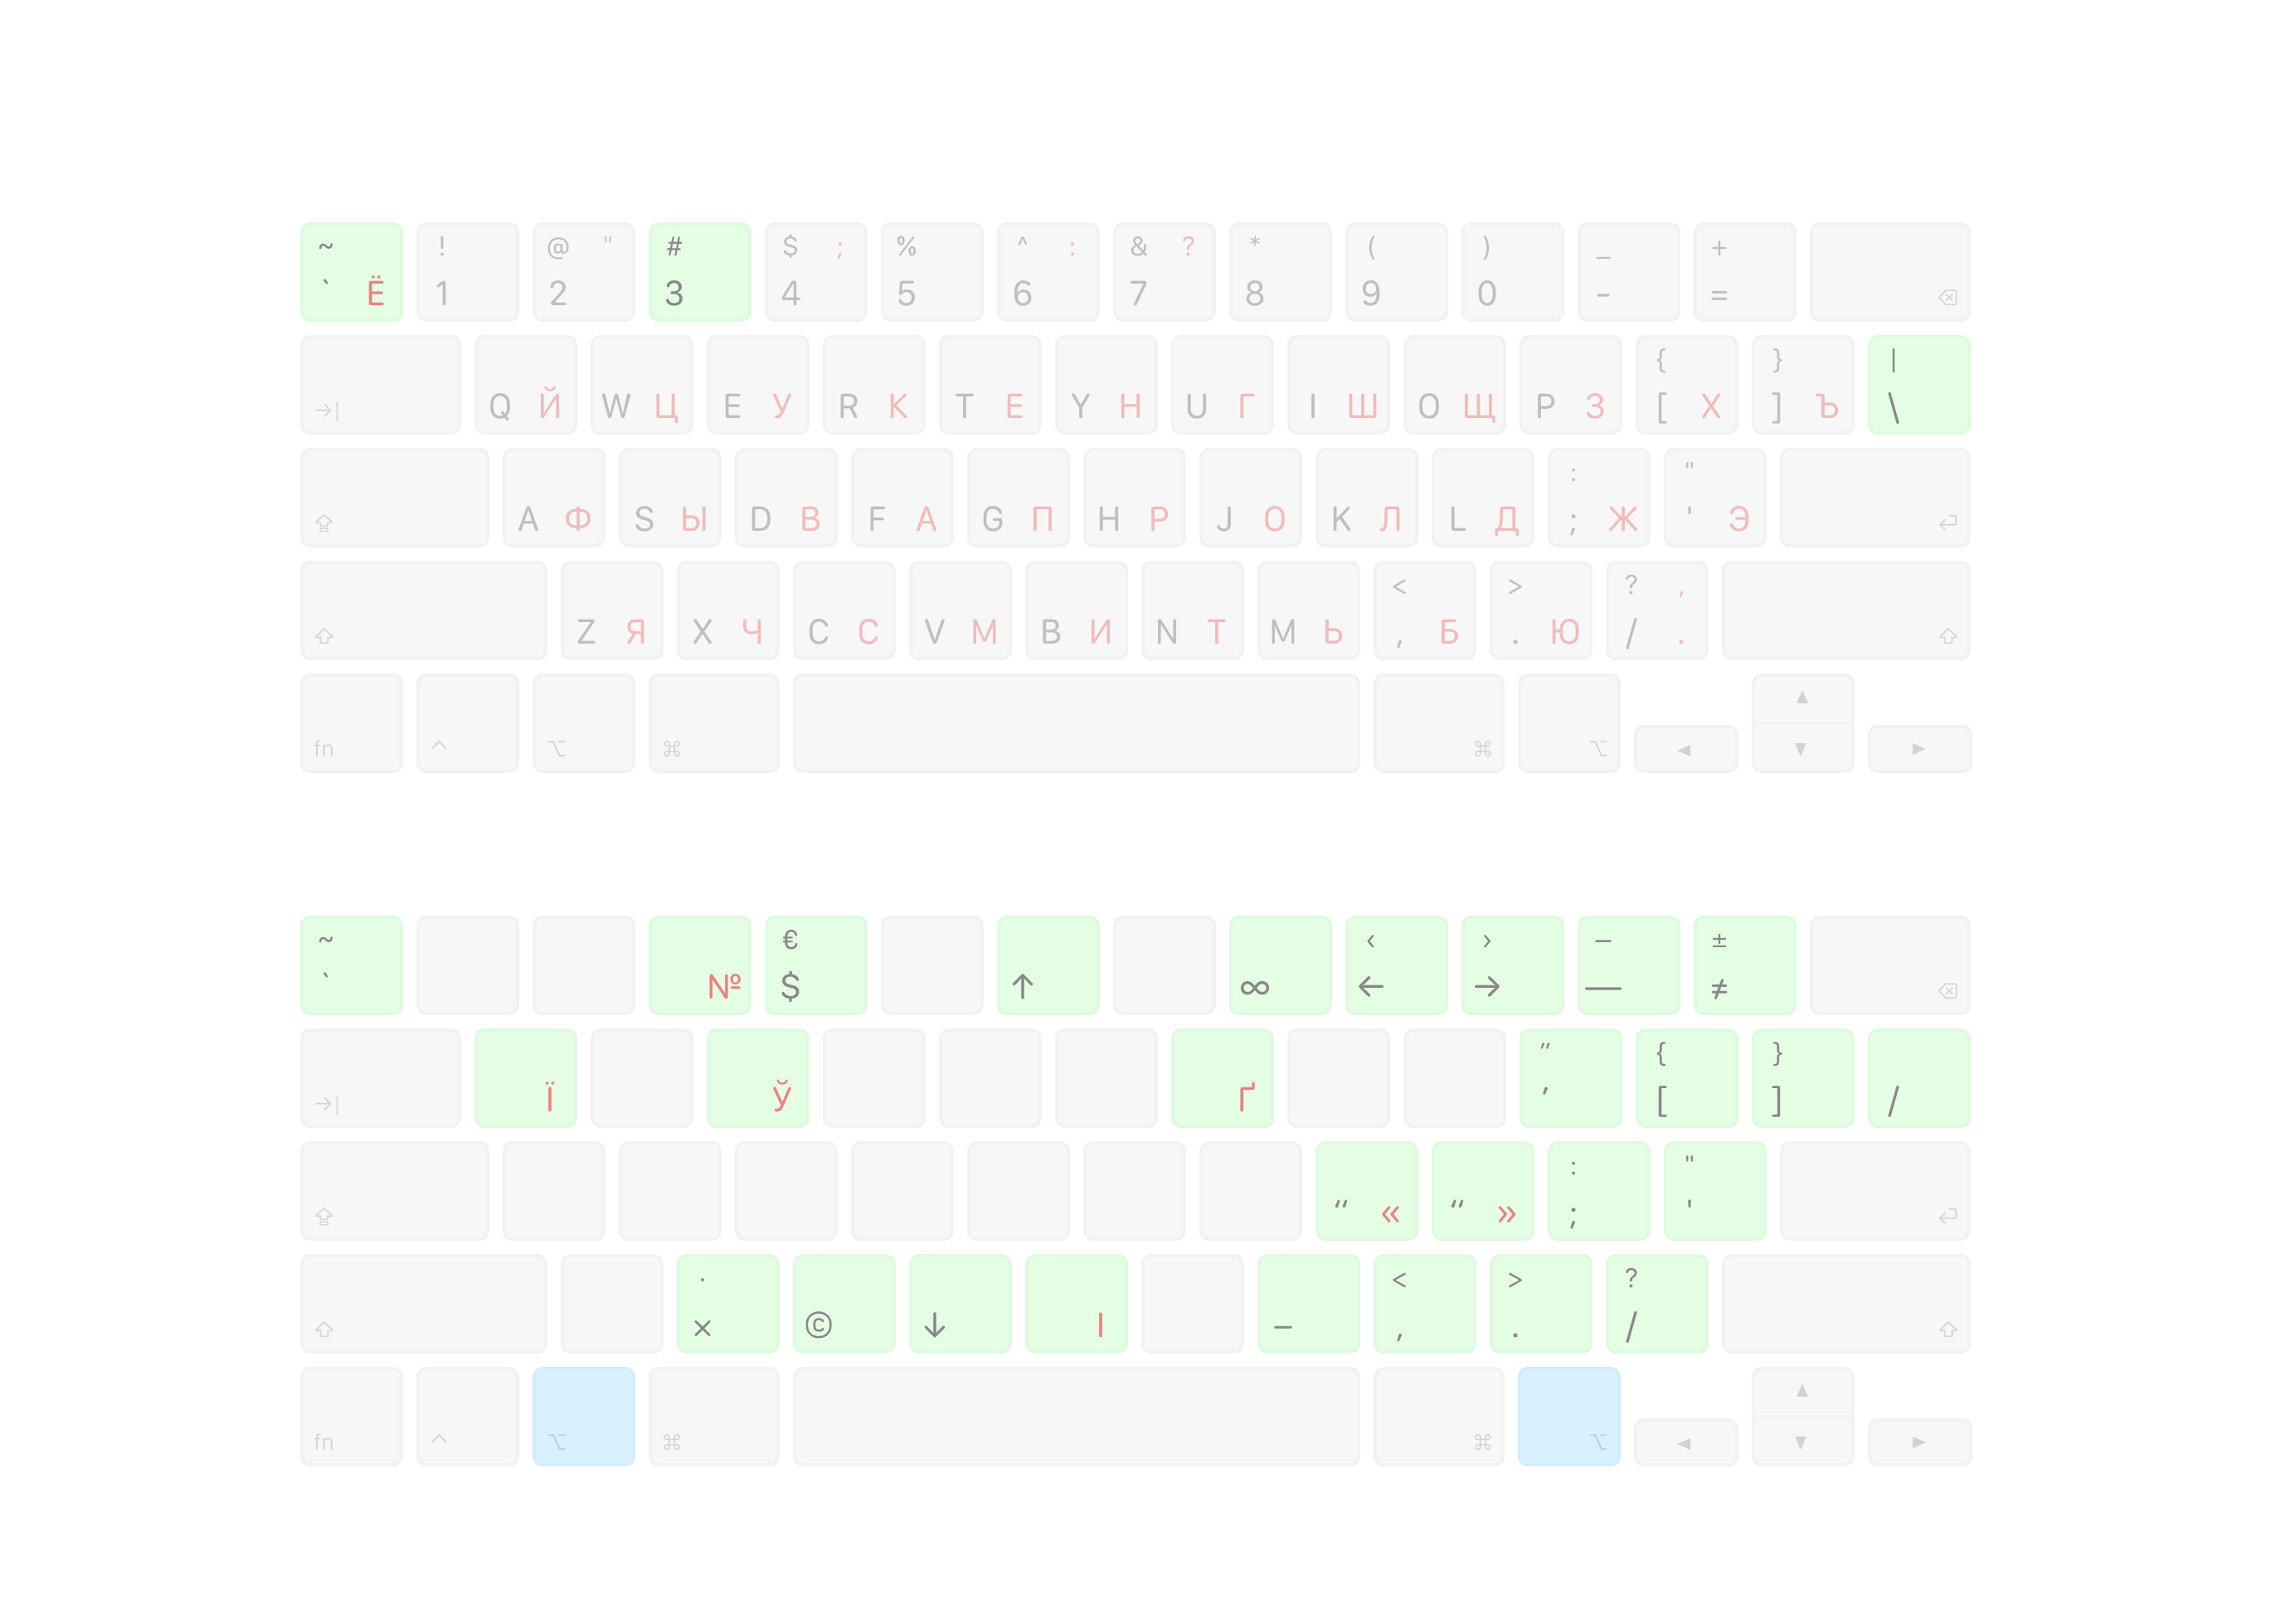 ~ ! @ " # $ ; % ^ : & ? * ( ) _ +
` Ё 1 2 3 4 5 6 7 8 9 0 - = ⌫
{ } |
⇥ Q Й W Ц E У R К T Е Y Н U Г I Ш O Щ P З [ Х ] Ъ \
: "
⇪ A Ф S Ы D В F А G П H Р J О K Л L Д ; Ж ' Э ↩
< > ? ,
⇧ Z Я X Ч C С V М B И N Т M Ь , Б . Ю / . ⇧
▲
fn ^ ⌥ ⌘ ⌘ ⌥ ◀ ▼ ▶
~ € ‹ › – ±
` № $ ↑ ∞ ← → — ≠ ⌫
” { }
⇥ Ї Ў Ґ ’ [ ] /
: "
⇪ “ « “ » ; ' ↩
· < > ?
⇧ × © ↓ І − , . / ⇧
▲
fn ^ ⌥ ⌘ ⌘ ⌥ ◀ ▼ ▶